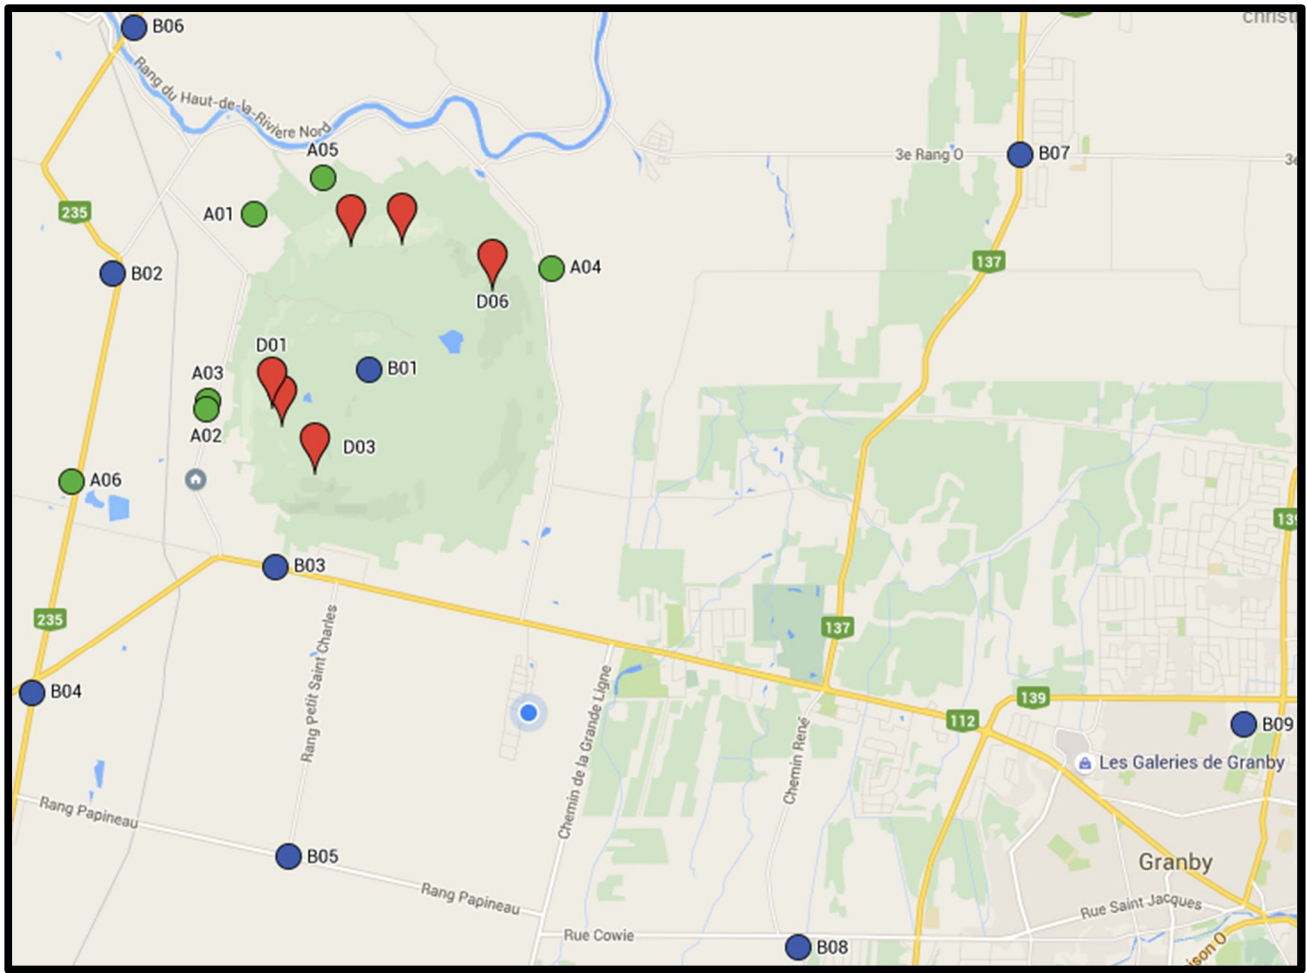 B06
christ
Rang du Haut-de-la-Rivière Nord
A05
3e Rang O
B07
3e
A01
235
137
A04
B02
D06
D01
B01
A03
A02
D03
A06
139
B03
235
137
Rang Petit Saint Charles
Chemin de la Grande Ligne
B04
139
112
B09
Chemin René
Les Galeries de Granby
Rang Papineau
B05
Granby
Rang Papineau
Rue Saint Jacques
Rue Cowie
B08
ison O